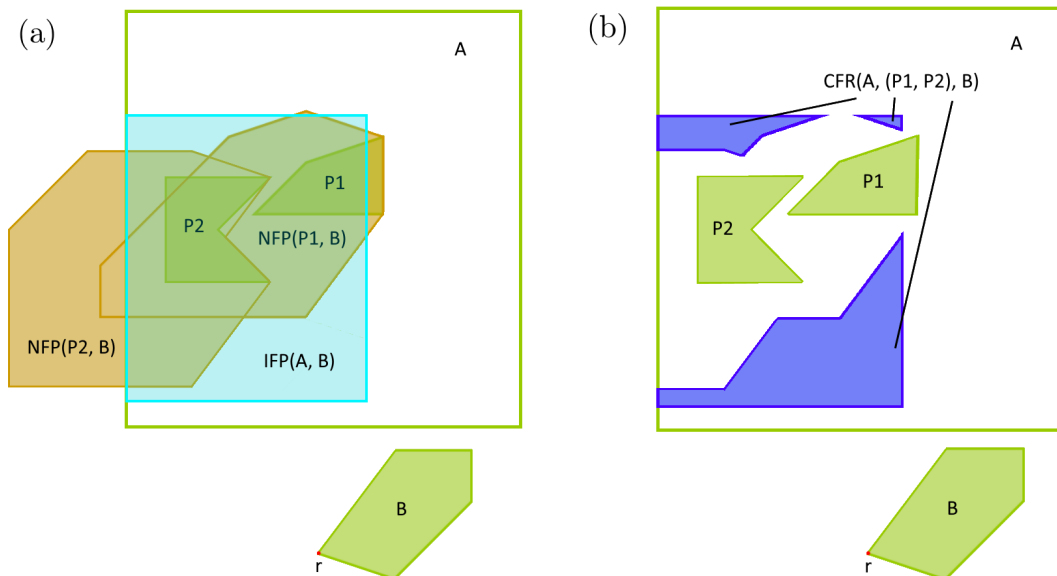 (a)
A
P1
P2
NFP(P1, B)
NFP(P2, B)
IFP(A, B)
B
r
(b)
A
CFR(A, (P1, P2), B)
P1
P2
B
r